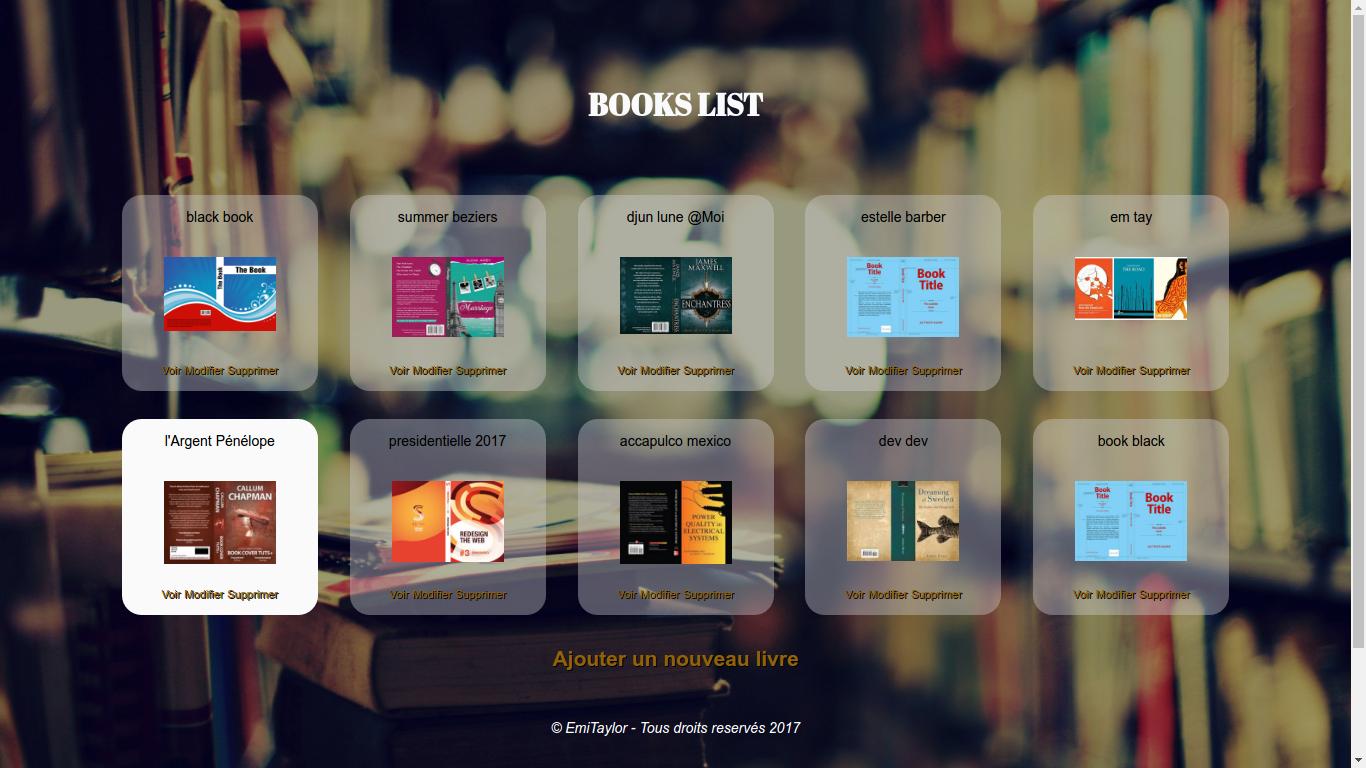 BOOKS LIST
black book
summer beziers
djun lune @Moi
estelle barber
em tay
The Book
The Book
Marriage
JAMES
MAXWELL
ENCHANTRESS
Book
Title
Book
Title
THE ROAD
Voir Modifier Supprimer
Voir Modifier Supprimer
Voir Modifier Supprimer
Voir Modifier Supprimer
Voir Modifier Supprimer
l'Argent Pénélope
presidentielle 2017
accapulco mexico
dev dev
book black
CALLUM
CHAPMAN
BOOK COVER TUTS+
REDESIGN
THE WEB
#3
POWER
QUALITY in
ELECTRICAL
SYSTEMS
Dreaming
of Sweden
Book
Title
Book
Title
Voir Modifier Supprimer
Voir Modifier Supprimer
Voir Modifier Supprimer
Voir Modifier Supprimer
Voir Modifier Supprimer
Ajouter un nouveau livre
© EmiTaylor - Tous droits reservés 2017